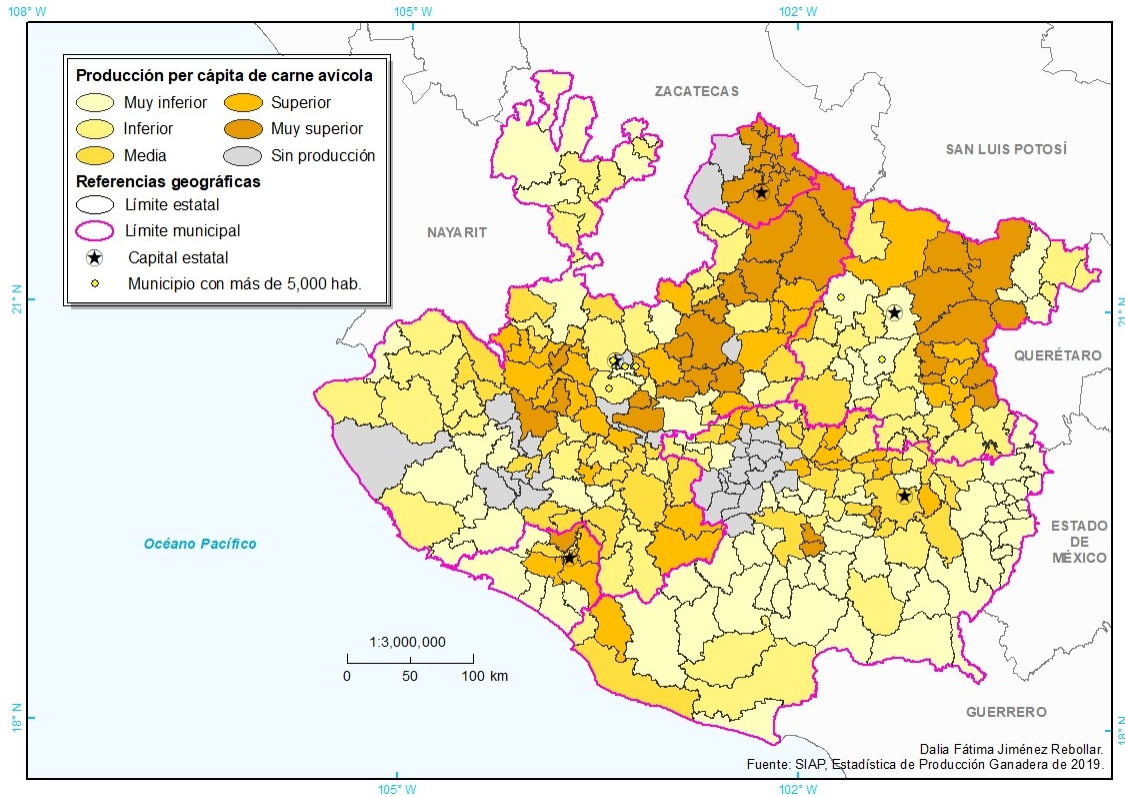 108° W
105° W
102° W
Producción per cápita de carne avícola
Muy inferior
Superior
Inferior
Muy superior
Media
Sin producción
Referencias geográficas
Límite estatal
Límite municipal
Capital estatal
Municipio con más de 5,000 hab.
ZACATECAS
SAN LUIS POTOSÍ
NAYARIT
21° N
21° N
QUERÉTARO
Océano Pacífico
ESTADO
DE
MÉXICO
1:3,000,000
0 50 100 km
GUERRERO
18° N
18° N
Dalia Fátima Jiménez Rebollar.
Fuente: SIAP, Estadística de Producción Ganadera de 2019.
105° W
102° W